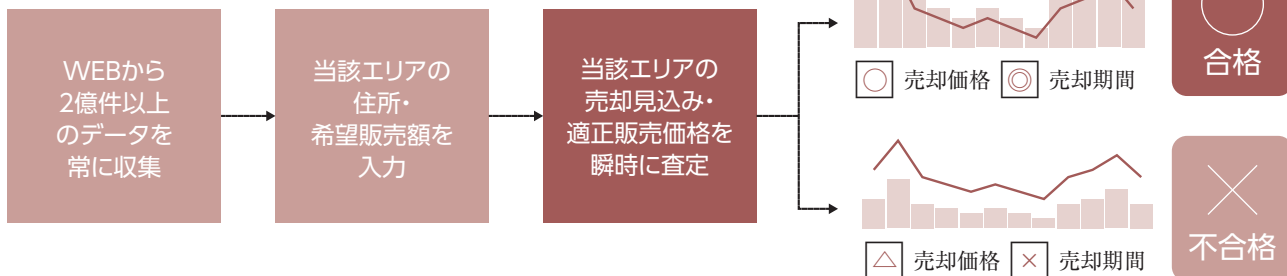 WEBから
2億件以上
のデータを
常に収集
当該エリアの
住所・
希望販売額を
入力
当該エリアの
売却見込み・
適正販売価格を
瞬時に査定
○ 売却価格 ◎ 売却期間
合格
△ 売却価格 × 売却期間
不合格